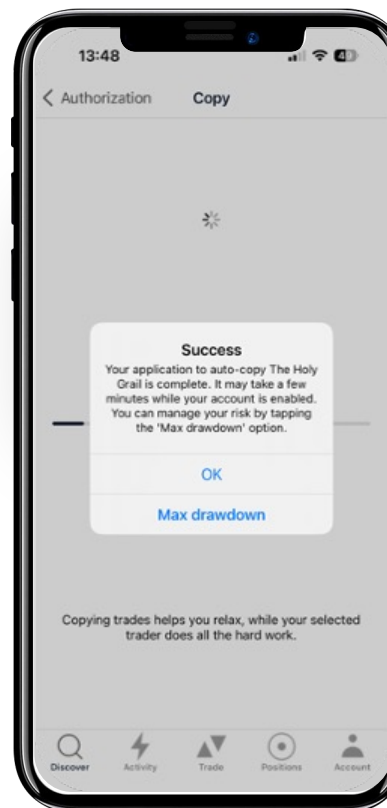 13:48
Authorization Copy
Success
Your application to auto-copy The Holy
Grail is complete. It may take a few
minutes while your account is enabled.
You can manage your risk by tapping
the 'Max drawdown' option.
OK
Max drawdown
Copying trades helps you relax, while your selected
trader does all the hard work.
Discover Activity Trade Positions Account